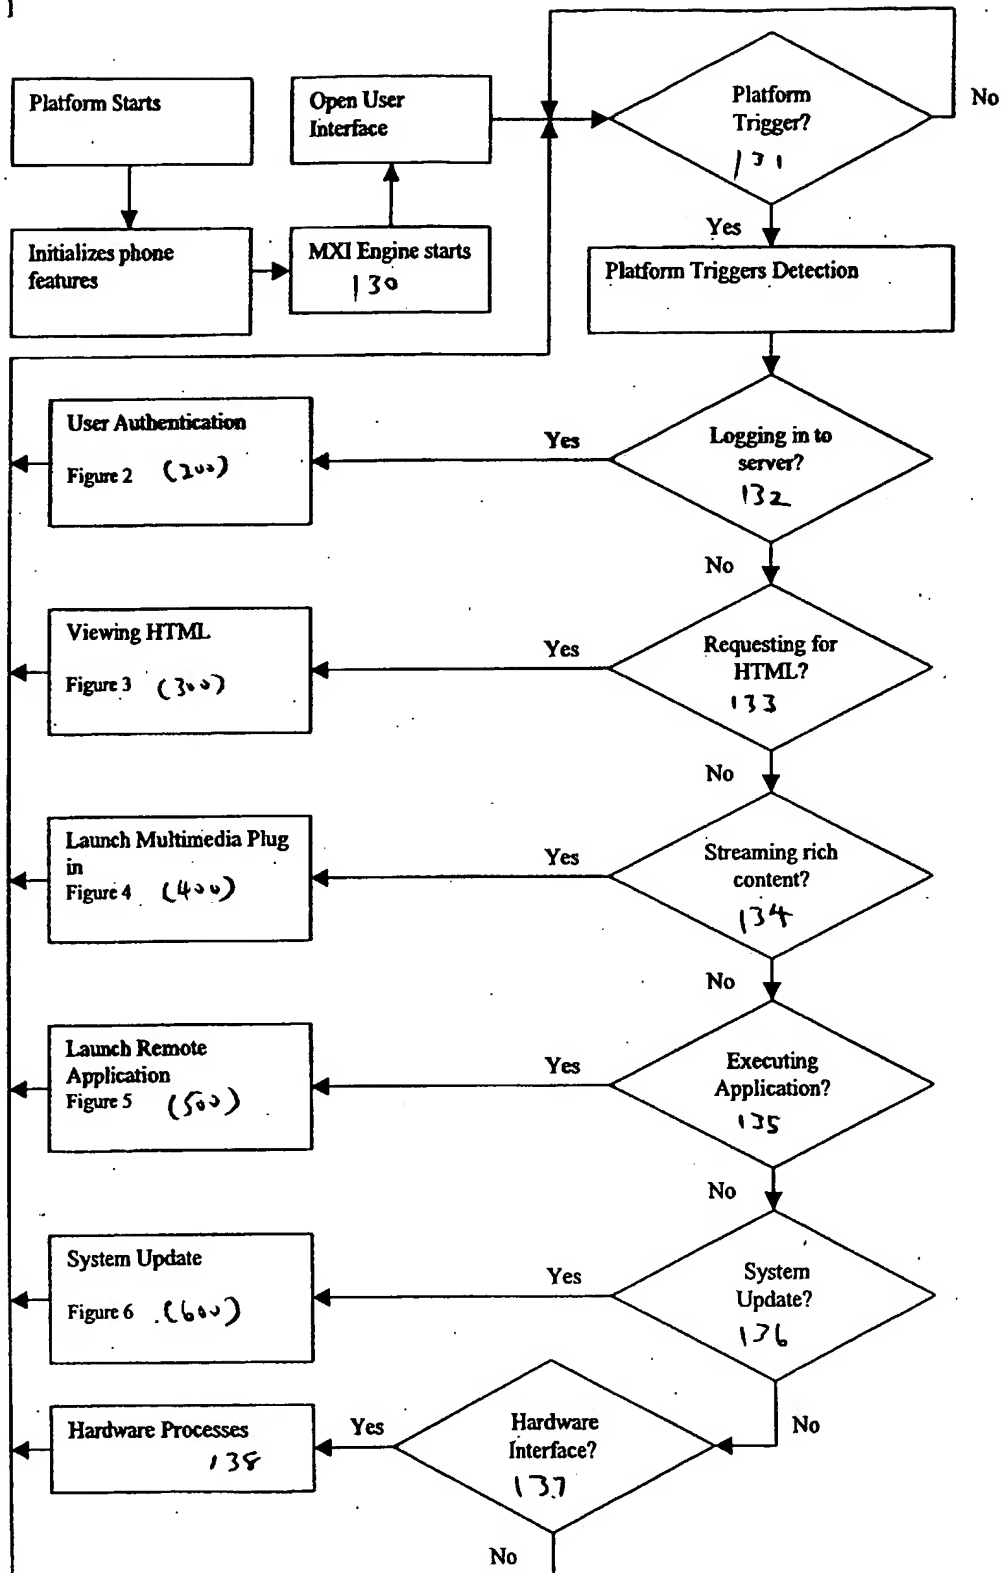 Platform Starts
Open User
Interface
Platform
Trigger?
131
No
Yes
Initializes phone
features
MXI Engine starts
130
Platform Triggers Detection
User Authentication
Figure 2 (200)
Yes
Logging in to
server?
132
No
Viewing HTML
Figure 3 (300)
Yes
Requesting for
HTML?
133
No
Launch Multimedia Plug
in
Figure 4 (400)
Yes
Streaming rich
content?
134
No
Launch Remote
Application
Figure 5 (500)
Yes
Executing
Application?
135
No
System Update
Figure 6 (600)
Yes
System
Update?
136
No
Hardware Processes
138
Yes
Hardware
Interface?
137
No